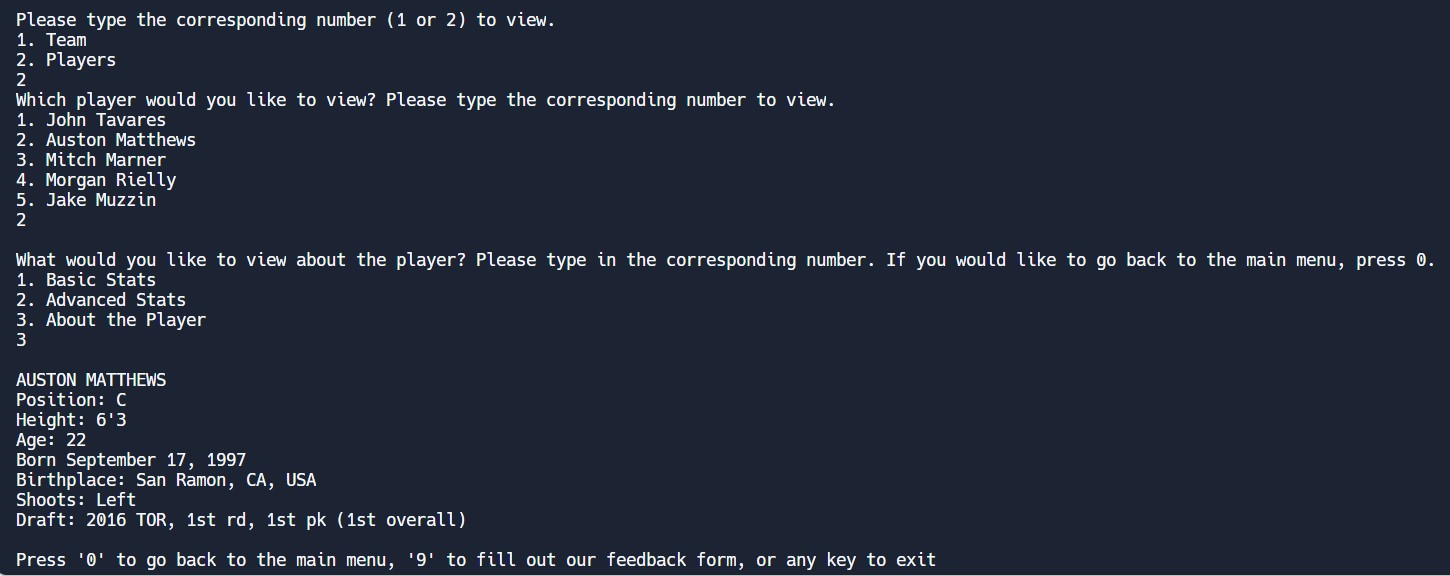 Please type the corresponding number (1 or 2) to view.
1. Team
2. Players
2
Which player would you like to view? Please type the corresponding number to view.
1. John Tavares
2. Auston Matthews
3. Mitch Marner
4. Morgan Rielly
5. Jake Muzzin
2
What would you like to view about the player? Please type in the corresponding number. If you would like to go back to the main menu, press 0.
1. Basic Stats
2. Advanced Stats
3. About the Player
3
AUSTON MATTHEWS
Position: C
Height: 6'3
Age: 22
Born September 17, 1997
Birthplace: San Ramon, CA, USA
Shoots: Left
Draft: 2016 TOR, 1st rd, 1st pk (1st overall)
Press '0' to go back to the main menu, '9' to fill out our feedback form, or any key to exit